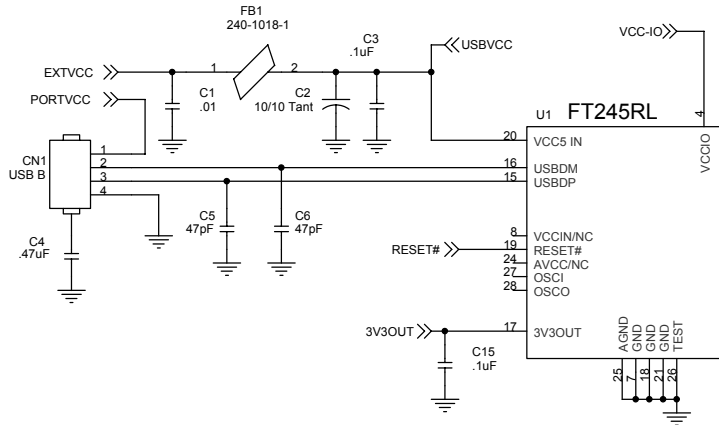 FB1
240-1018-1
C3
.1uF
USBVCC
VCC-IO
EXTVCC
1
2
PORTVCC
C1
.01
C2
10/10 Tant
U1
FT245RL
4
VCCIO
CN1
USB B
1
2
3
4
20
VCC5 IN
16
USBDM
15
USBDP
C5
47pF
C6
47pF
C4
.47uF
8
VCCIN/NC
RESET#
19
RESET#
24
AVCC/NC
27
OSCI
28
OSCO
3V3OUT
17
3V3OUT
C15
.1uF
AGND
GND
GND
GND
TEST
25
7
18
21
26